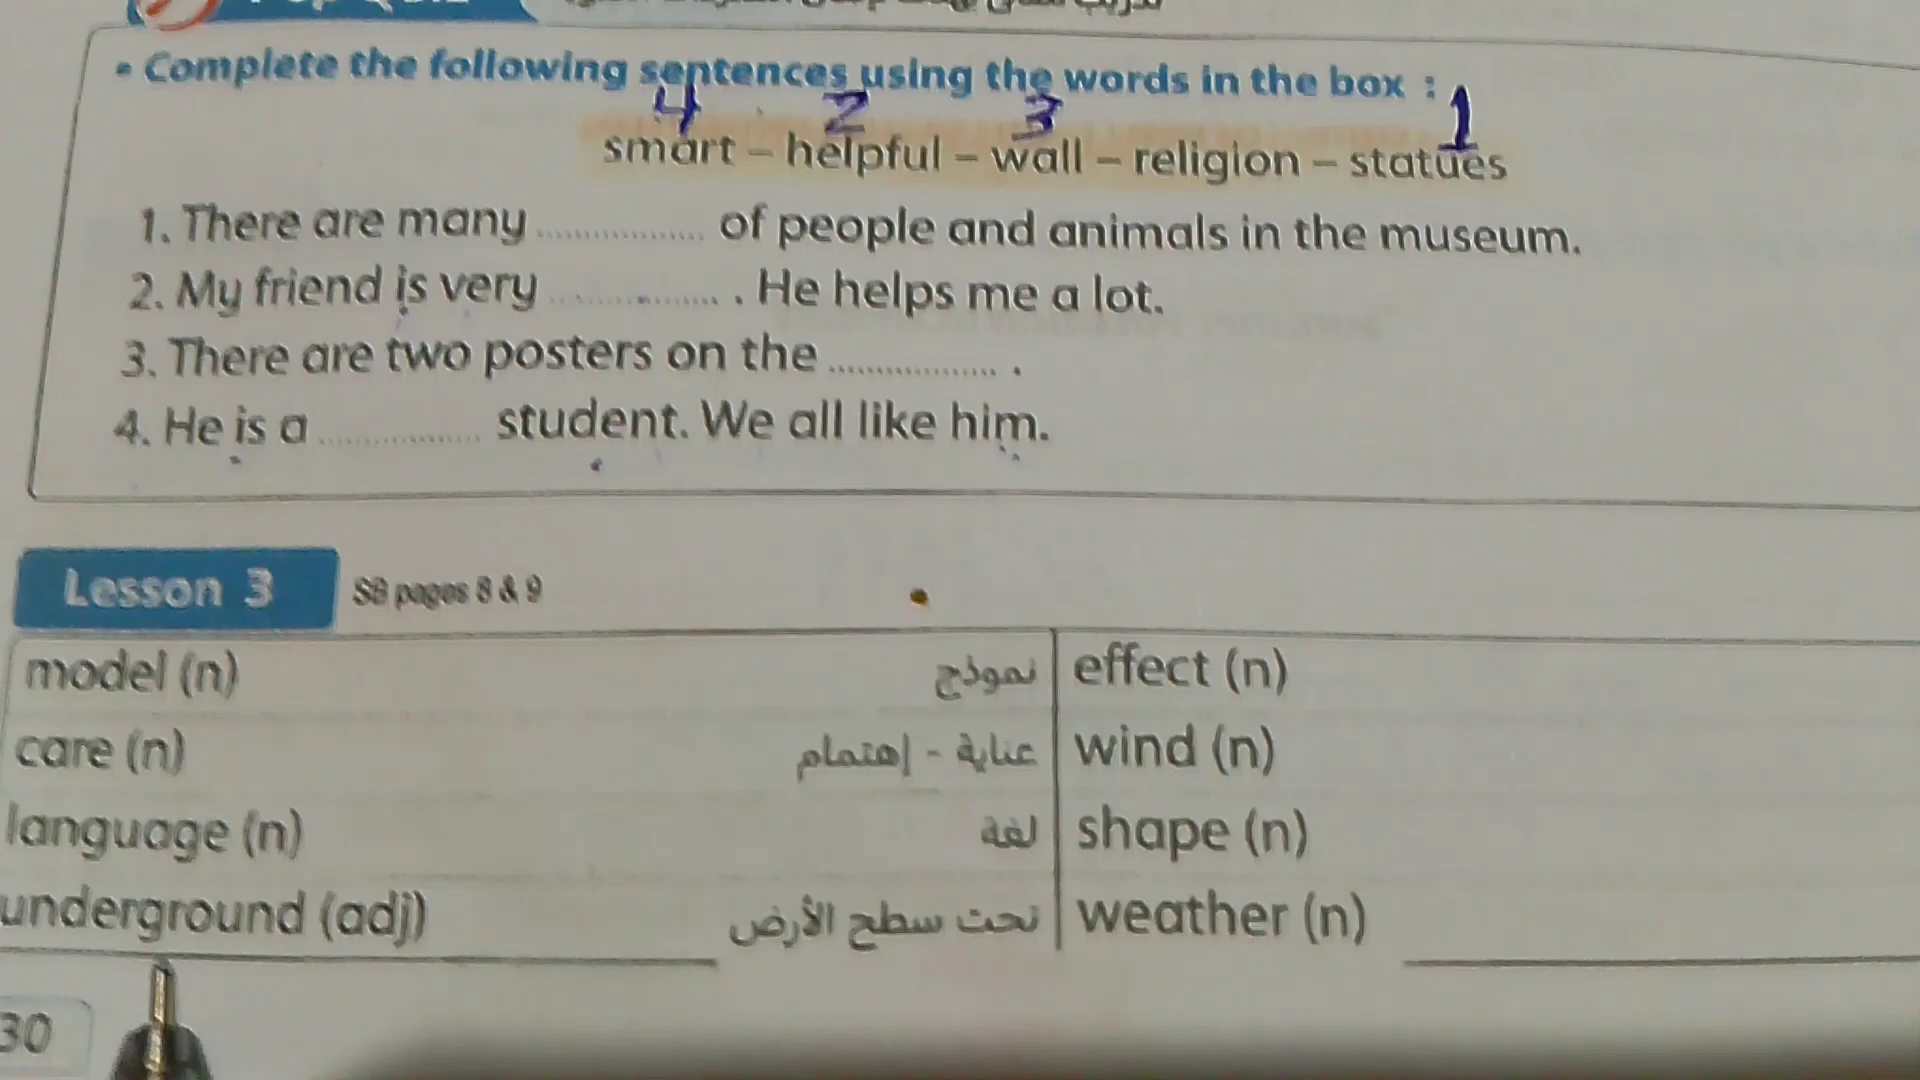 • Complete the following sentences using the words in the box :
4 2 3 1
smart – helpful – wall – religion – statues
1. There are many ................. of people and animals in the museum.
2. My friend is very ................. . He helps me a lot.
3. There are two posters on the ................. .
4. He is a ................. student. We all like him.
Lesson 3 SB pages 8 & 9
model (n) نموذج effect (n)
care (n) عناية - إهتمام wind (n)
language (n) لغة shape (n)
underground (adj) تحت سطح الأرض weather (n)
30